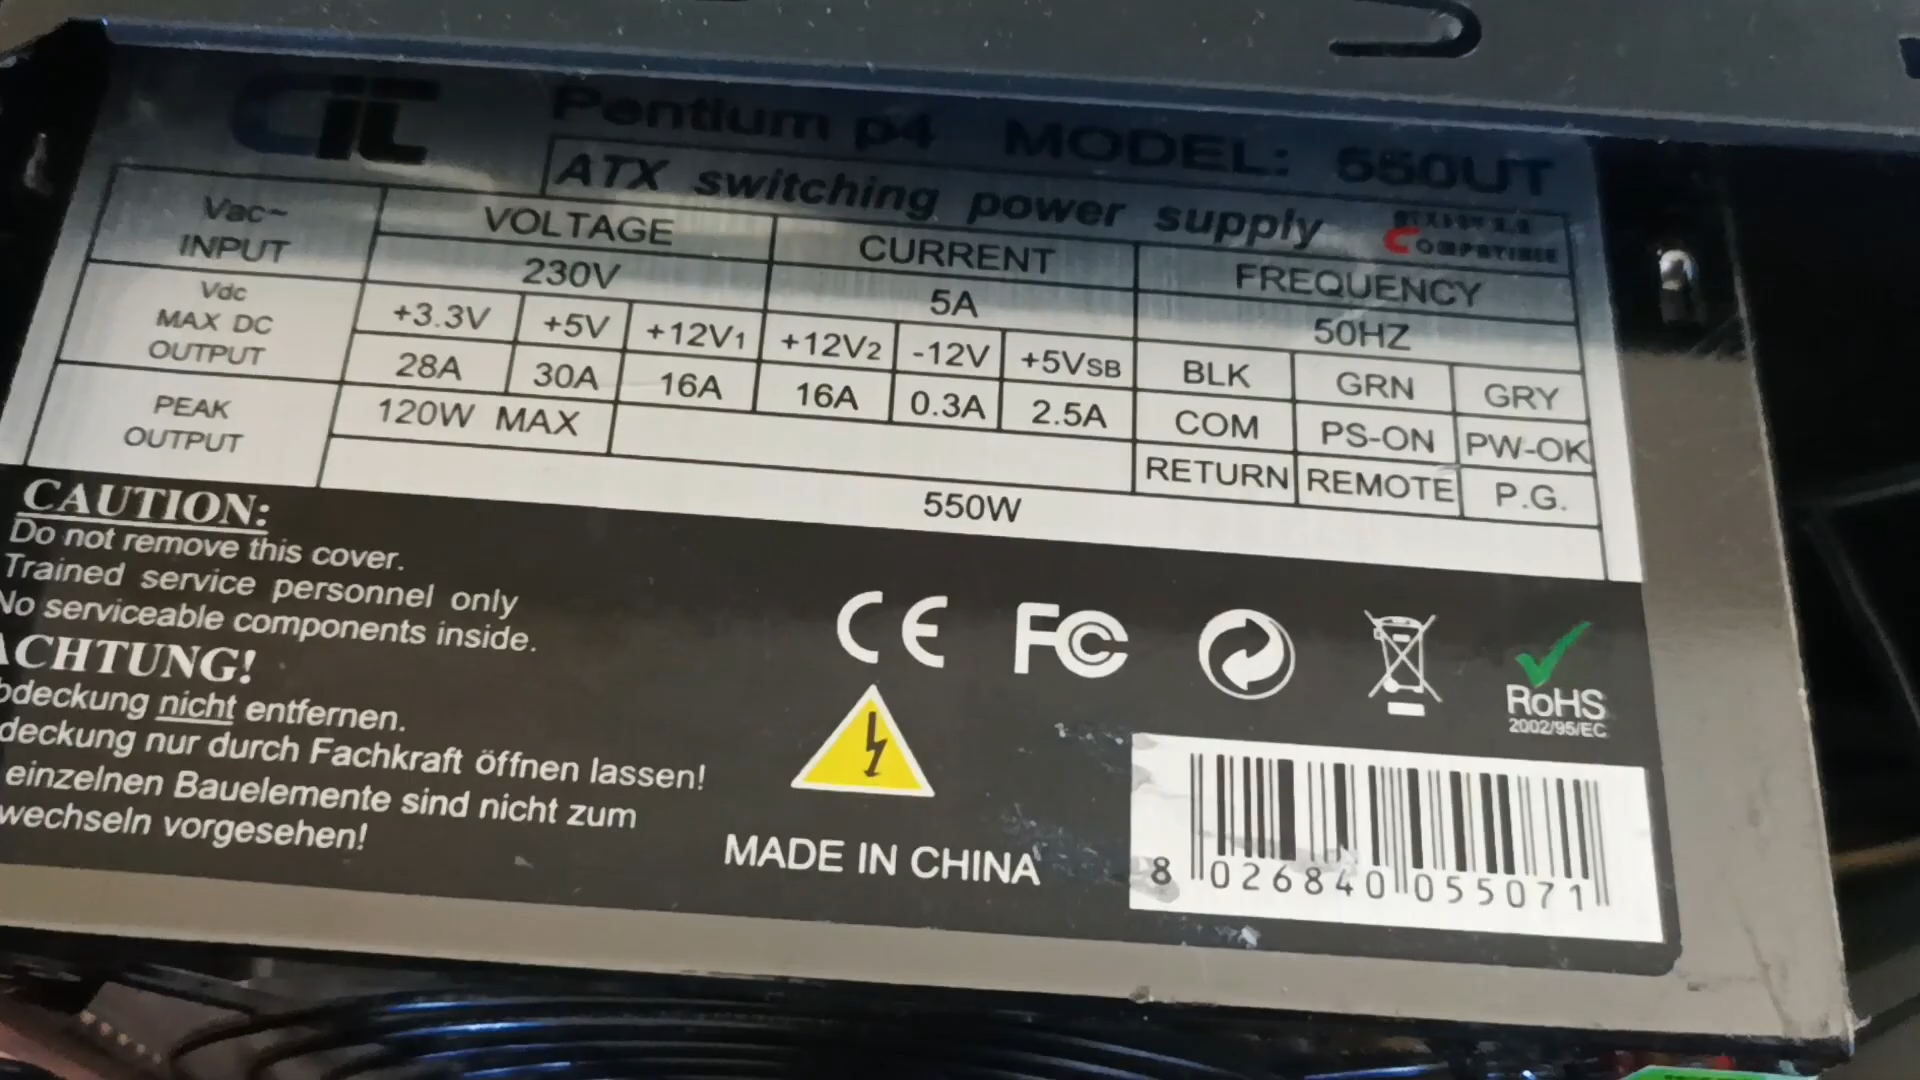 CiT Pentium p4 MODEL: 550UT
ATX switching power supply
COMPATIBLE
Vac~
INPUT
VOLTAGE CURRENT FREQUENCY
230V 5A 50HZ
Vdc
MAX DC
OUTPUT
+3.3V +5V +12V1 +12V2 -12V +5VSB BLK GRN GRY
28A 30A 16A 16A 0.3A 2.5A COM PS-ON PW-OK
PEAK
OUTPUT
120W MAX RETURN REMOTE P.G.
550W
CAUTION:
Do not remove this cover.
Trained service personnel only
No serviceable components inside.
ACHTUNG!
bdeckung nicht entfernen.
deckung nur durch Fachkraft öffnen lassen!
einzelnen Bauelemente sind nicht zum
wechseln vorgesehen!
CE FC
RoHS
2002/95/EC
MADE IN CHINA
8 026840 055071